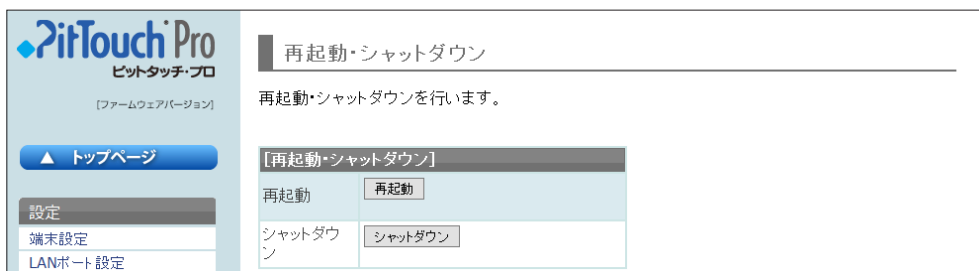 PitTouch Pro
ピットタッチ・プロ
[ファームウェアバージョン]
▲ トップページ
設定
端末設定
LANポート設定
再起動・シャットダウン
再起動・シャットダウンを行います。
[再起動・シャットダウン]
再起動 再起動
シャットダウ
ン
シャットダウン